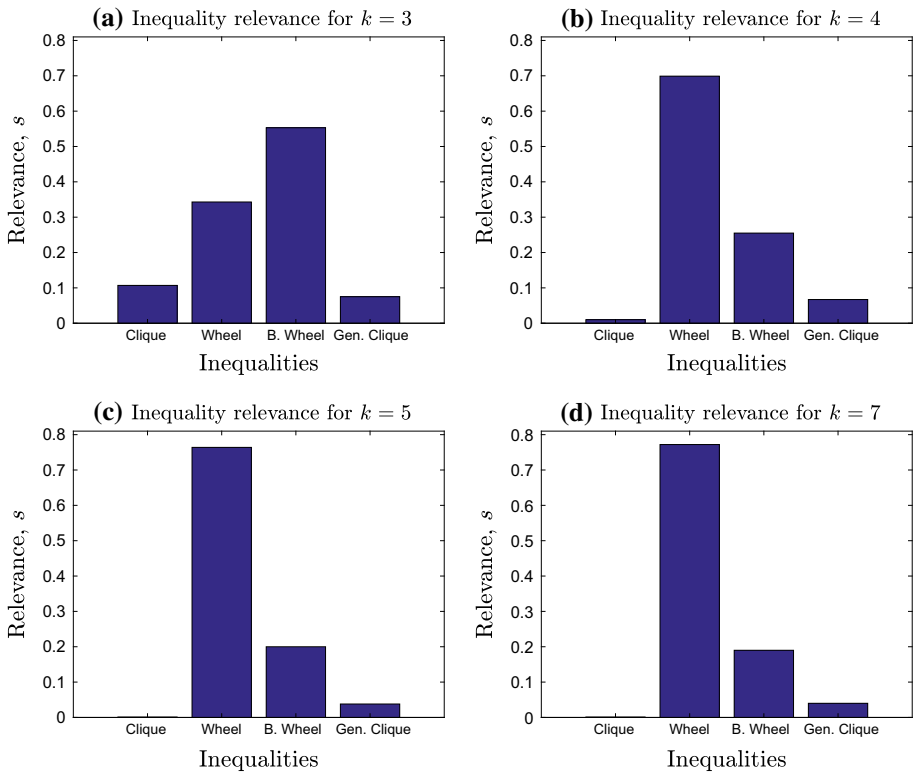 (a) Inequality relevance for k = 3
0.8
0.7
0.6
0.5
0.4
0.3
0.2
0.1
0
Relevance, s
Clique Wheel B. Wheel Gen. Clique
Inequalities
(b) Inequality relevance for k = 4
0.8
0.7
0.6
0.5
0.4
0.3
0.2
0.1
0
Relevance, s
Clique Wheel B. Wheel Gen. Clique
Inequalities
(c) Inequality relevance for k = 5
0.8
0.7
0.6
0.5
0.4
0.3
0.2
0.1
0
Relevance, s
Clique Wheel B. Wheel Gen. Clique
Inequalities
(d) Inequality relevance for k = 7
0.8
0.7
0.6
0.5
0.4
0.3
0.2
0.1
0
Relevance, s
Clique Wheel B. Wheel Gen. Clique
Inequalities